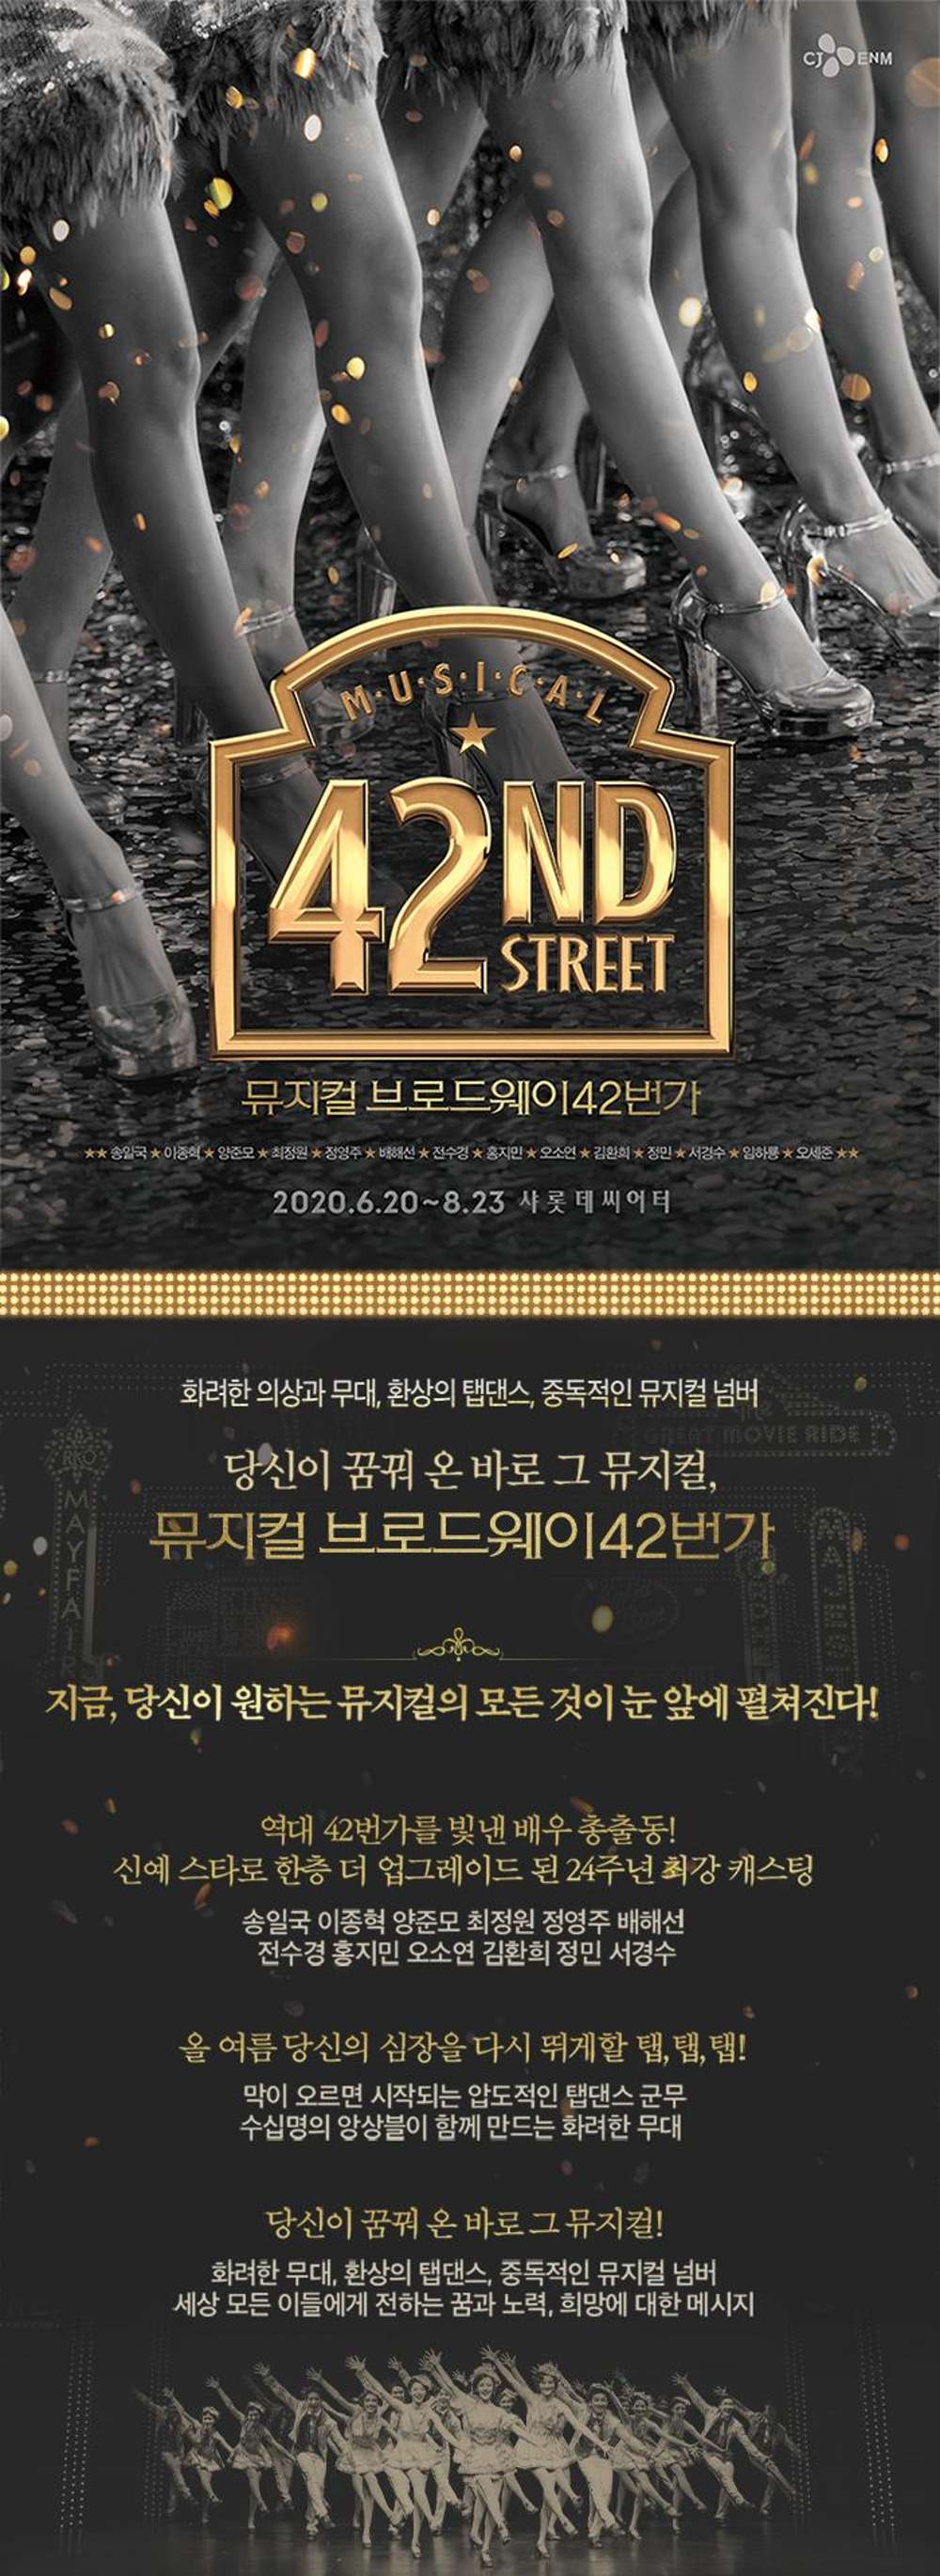 CJ ENM
M·U·S·I·C·A·L
42ND
STREET
뮤지컬 브로드웨이42번가
★★송일국★이종혁★양준모★최정원★정영주★배해선★전수경★홍지민★오소연★김환희★정민★서경수★임하룡★오세준★★
2020.6.20~8.23 샤롯데씨어터
화려한 의상과 무대, 환상의 탭댄스, 중독적인 뮤지컬 넘버
GREAT MOVIE RIDE
RKO
MAYFAIR
당신이 꿈꿔 온 바로 그 뮤지컬,
뮤지컬 브로드웨이42번가
지금, 당신이 원하는 뮤지컬의 모든 것이 눈 앞에 펼쳐진다!
역대 42번가를 빛낸 배우 총출동!
신예 스타로 한층 더 업그레이드 된 24주년 최강 캐스팅
송일국 이종혁 양준모 최정원 정영주 배해선
전수경 홍지민 오소연 김환희 정민 서경수
올 여름 당신의 심장을 다시 뛰게할 탭, 탭, 탭!
막이 오르면 시작되는 압도적인 탭댄스 군무
수십명의 앙상블이 함께 만드는 화려한 무대
당신이 꿈꿔 온 바로 그 뮤지컬!
화려한 무대, 환상의 탭댄스, 중독적인 뮤지컬 넘버
세상 모든 이들에게 전하는 꿈과 노력, 희망에 대한 메시지